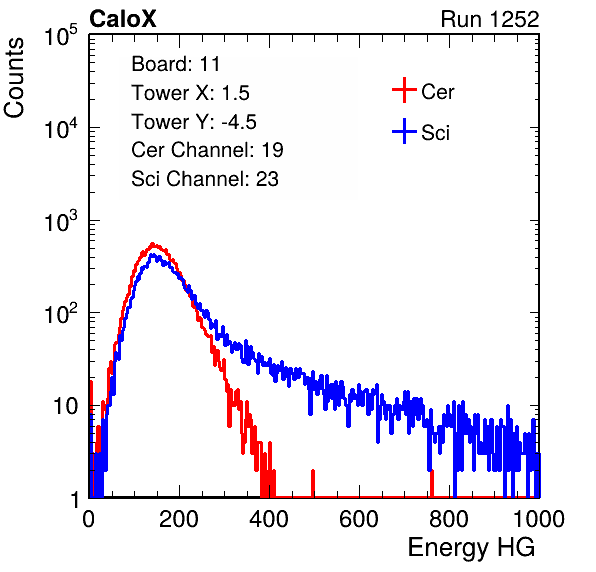 CaloX Run 1252
10^5
Counts
Board: 11
Tower X: 1.5
Tower Y: -4.5
Cer Channel: 19
Sci Channel: 23
Cer
Sci
10^4
10^3
10^2
10
1
0 200 400 600 800 1000
Energy HG